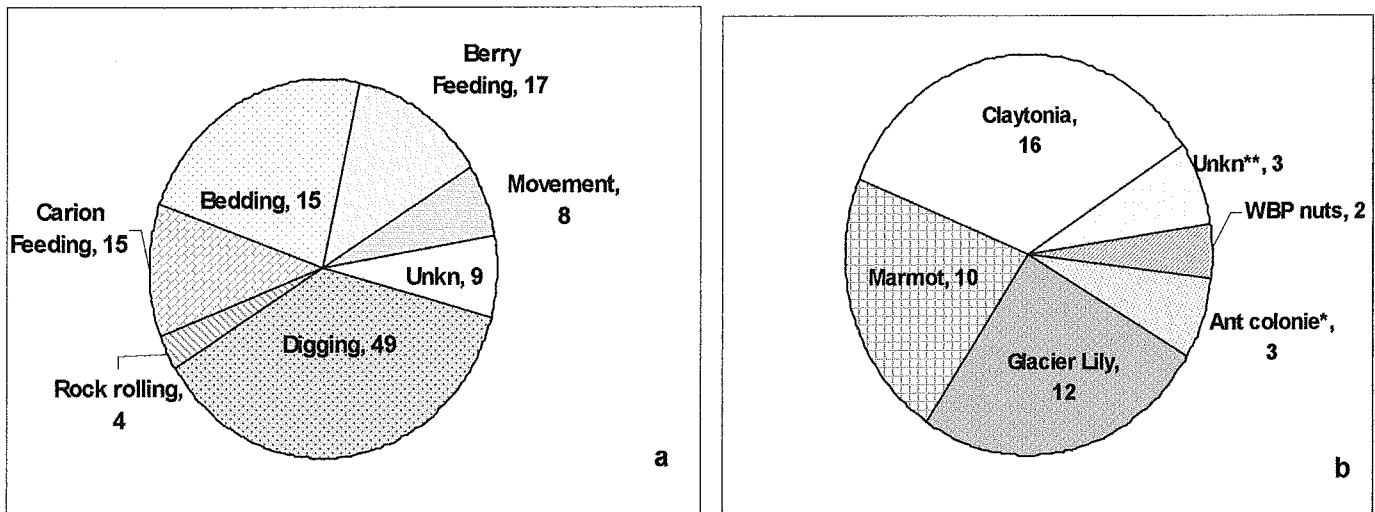 Berry
Feeding, 17
Movement,
8
Unkn, 9
Digging, 49
Rock rolling,
4
Carion
Feeding, 15
Bedding, 15
a
Claytonia,
16
Unkn**, 3
WBP nuts, 2
Ant colonie*,
3
Glacier Lily,
12
Marmot, 10
b